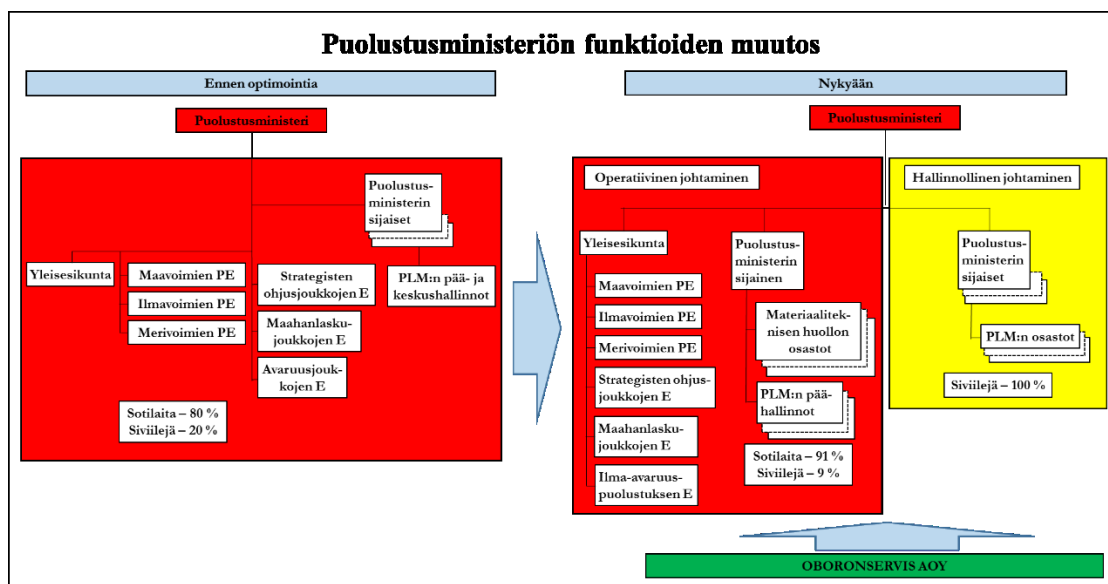 Puolustusministeriön funktioiden muutos
Ennen optimointia
Puolustusministeri
Puolustus-
ministerin
sijaiset
Yleisesikunta
Maavoimien PE
Ilmavoimien PE
Merivoimien PE
Strategisten
ohjusjoukkojen E
Maahanlasku-
joukkojen E
Avaruusjouk-
kojen E
PLM:n pää- ja
keskushallinnot
Sotilaita – 80 %
Siviilejä – 20 %
Nykyään
Puolustusministeri
Operatiivinen johtaminen
Yleisesikunta
Maavoimien PE
Ilmavoimien PE
Merivoimien PE
Strategisten ohjus-
joukkojen E
Maahanlasku-
joukkojen E
Ilma-avaruus-
puolustuksen E
Puolustus-
ministerin
sijainen
Materiaalitek-
nisen huollon
osastot
PLM:n pää-
hallinnot
Sotilaita – 91 %
Siviilejä – 9 %
Hallinnollinen johtaminen
Puolustus-
ministerin
sijaiset
PLM:n osastot
Siviilejä – 100 %
OBORONSERVIS AOY